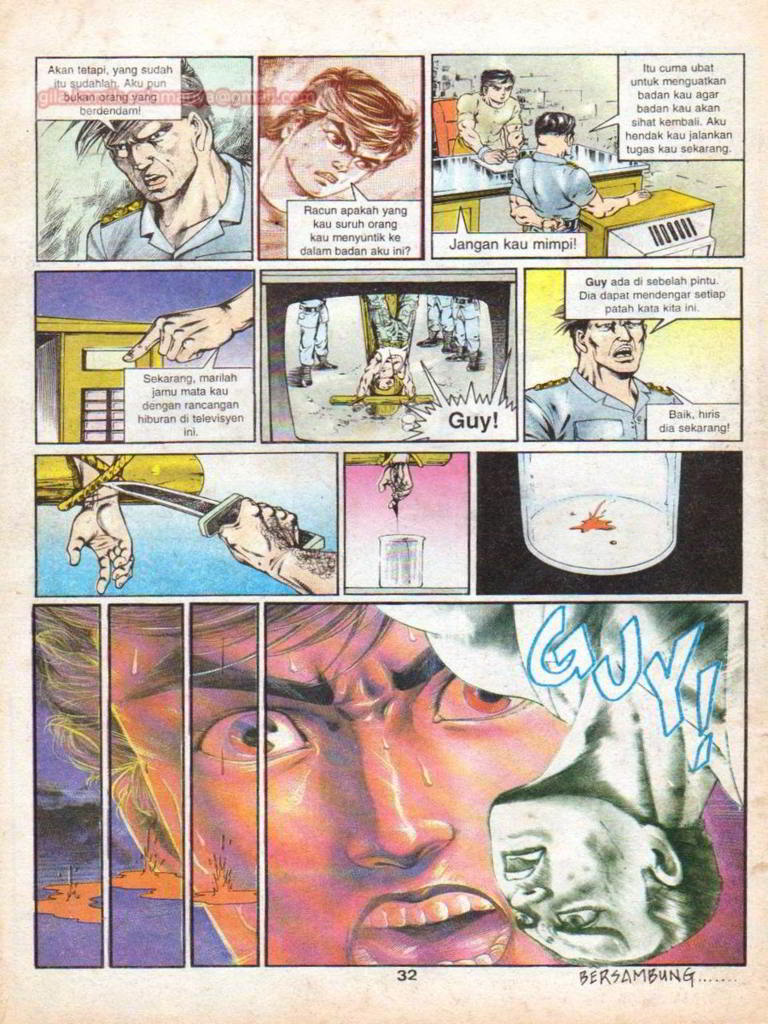 Akan tetapi, yang sudah
itu sudahlah. Aku pun
bukan orang yang
berdendam!
Racun apakah yang
kau suruh orang
kau menyuntik ke
dalam badan aku ini?
Itu cuma ubat
untuk menguatkan
badan kau agar
badan kau akan
sihat kembali. Aku
hendak kau jalankan
tugas kau sekarang.
Jangan kau mimpi!
Sekarang, marilah
jamu mata kau
dengan rancangan
hiburan di televisyen
ini.
Guy!
Guy ada di sebelah pintu.
Dia dapat mendengar setiap
patah kata kita ini.
Baik, hiris
dia sekarang!
GUY!
32
BERSAMBUNG.......